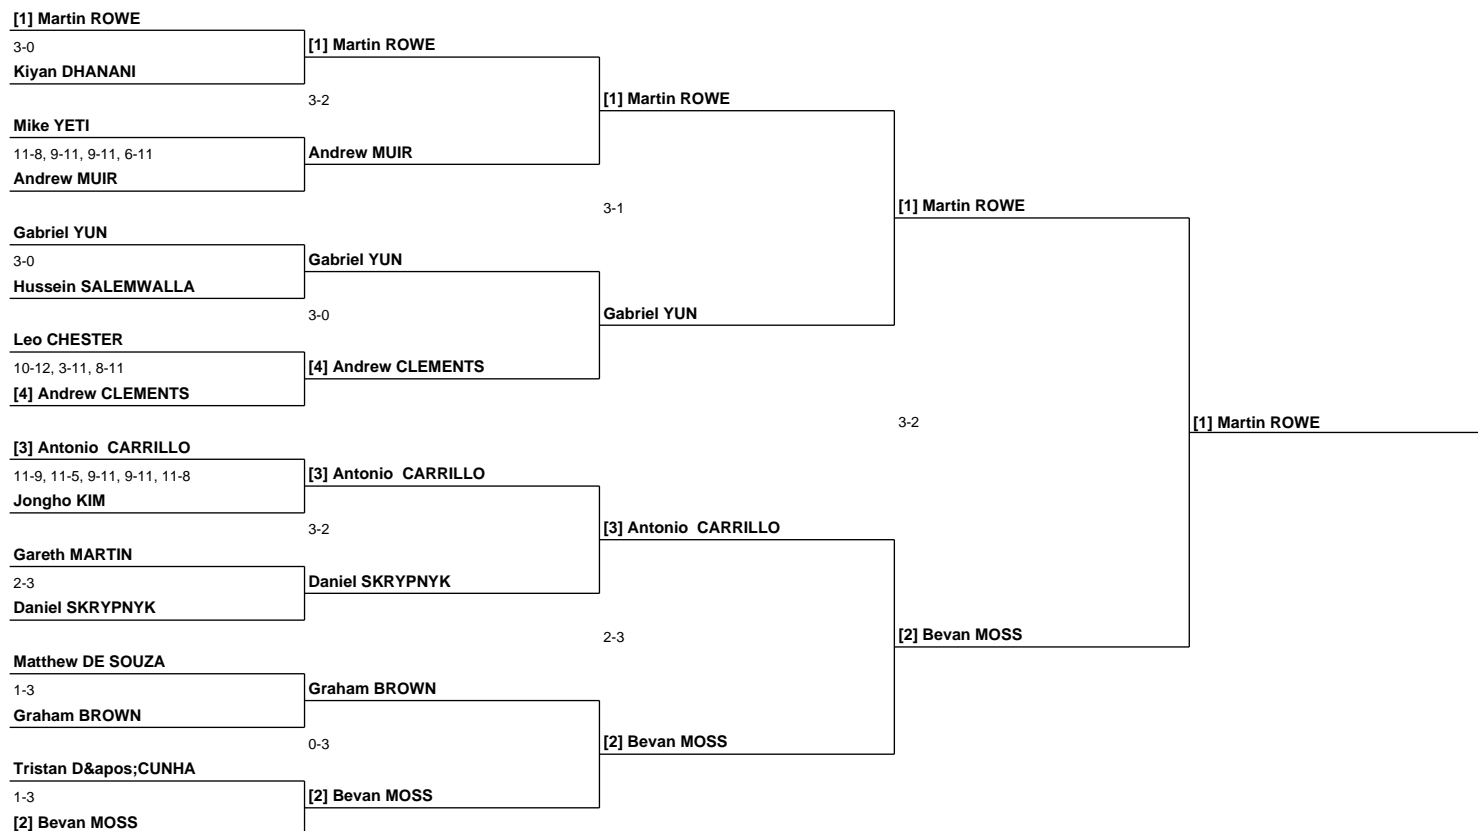 [1] Martin ROWE
3-0
Kiyan DHANANI
Mike YETI
11-8, 9-11, 9-11, 6-11
Andrew MUIR
Gabriel YUN
3-0
Hussein SALEMWALLA
Leo CHESTER
10-12, 3-11, 8-11
[4] Andrew CLEMENTS
[3] Antonio  CARRILLO
11-9, 11-5, 9-11, 9-11, 11-8
Jongho KIM
Gareth MARTIN
2-3
Daniel SKRYPNYK
Matthew DE SOUZA
1-3
Graham BROWN
Tristan D&apos;CUNHA
1-3
[2] Bevan MOSS
[1] Martin ROWE
3-2
Andrew MUIR
Gabriel YUN
3-0
[4] Andrew CLEMENTS
[3] Antonio  CARRILLO
3-2
Daniel SKRYPNYK
Graham BROWN
0-3
[2] Bevan MOSS
[1] Martin ROWE
3-1
Gabriel YUN
[3] Antonio  CARRILLO
2-3
[2] Bevan MOSS
[1] Martin ROWE
3-2
[2] Bevan MOSS
[1] Martin ROWE